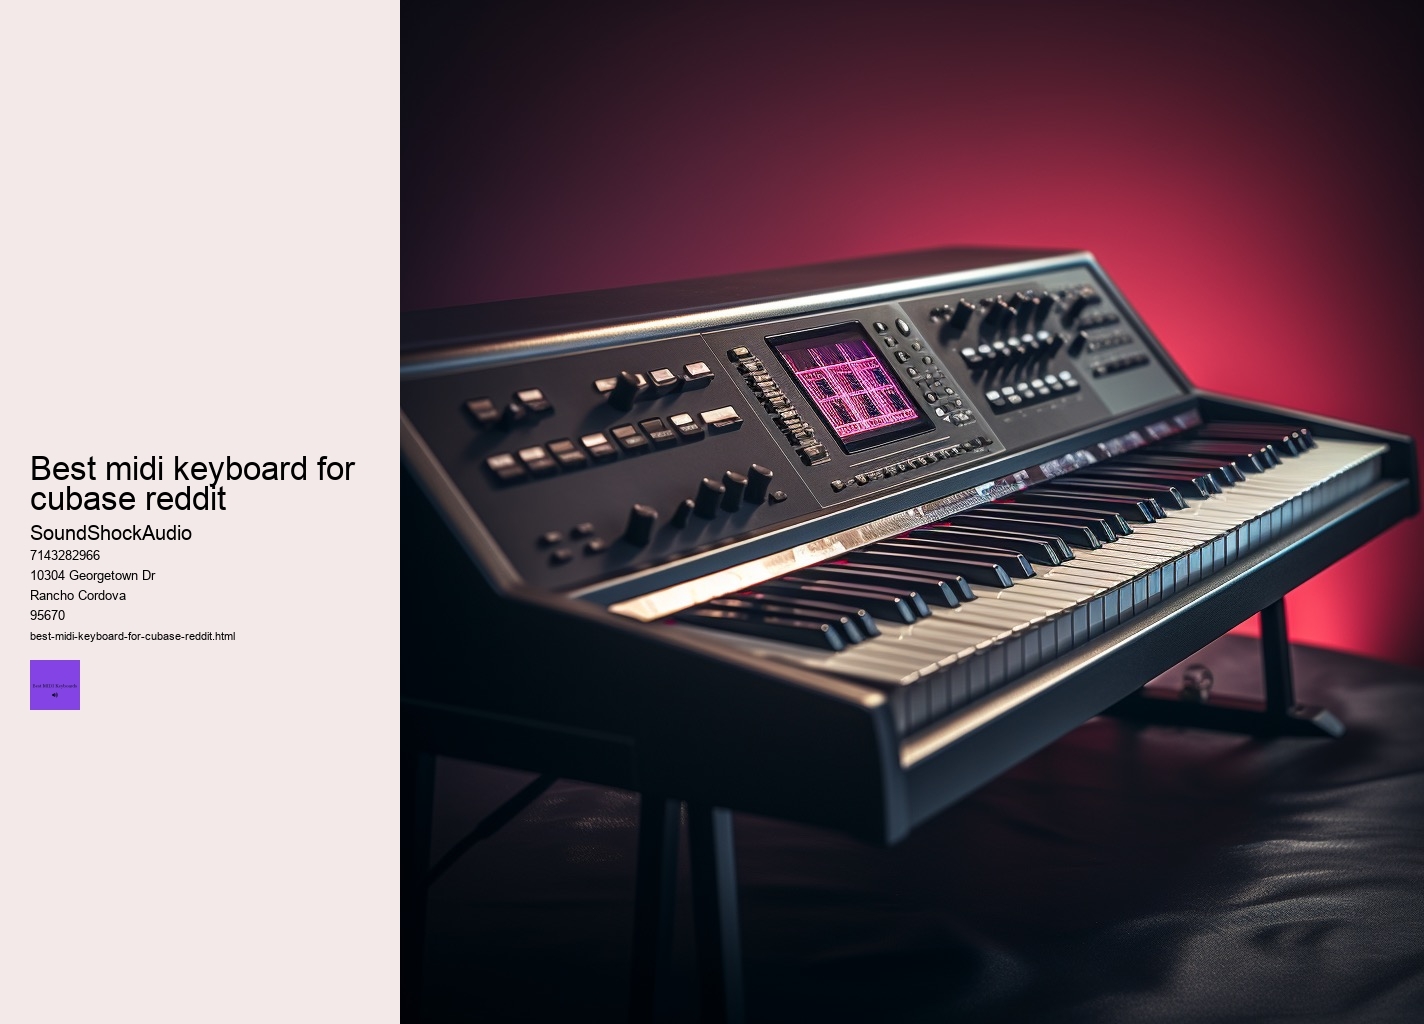 Best midi keyboard for
cubase reddit
SoundShockAudio
7143282966
10304 Georgetown Dr
Rancho Cordova
95670
best-midi-keyboard-for-cubase-reddit.html
Best MIDI Keyboards